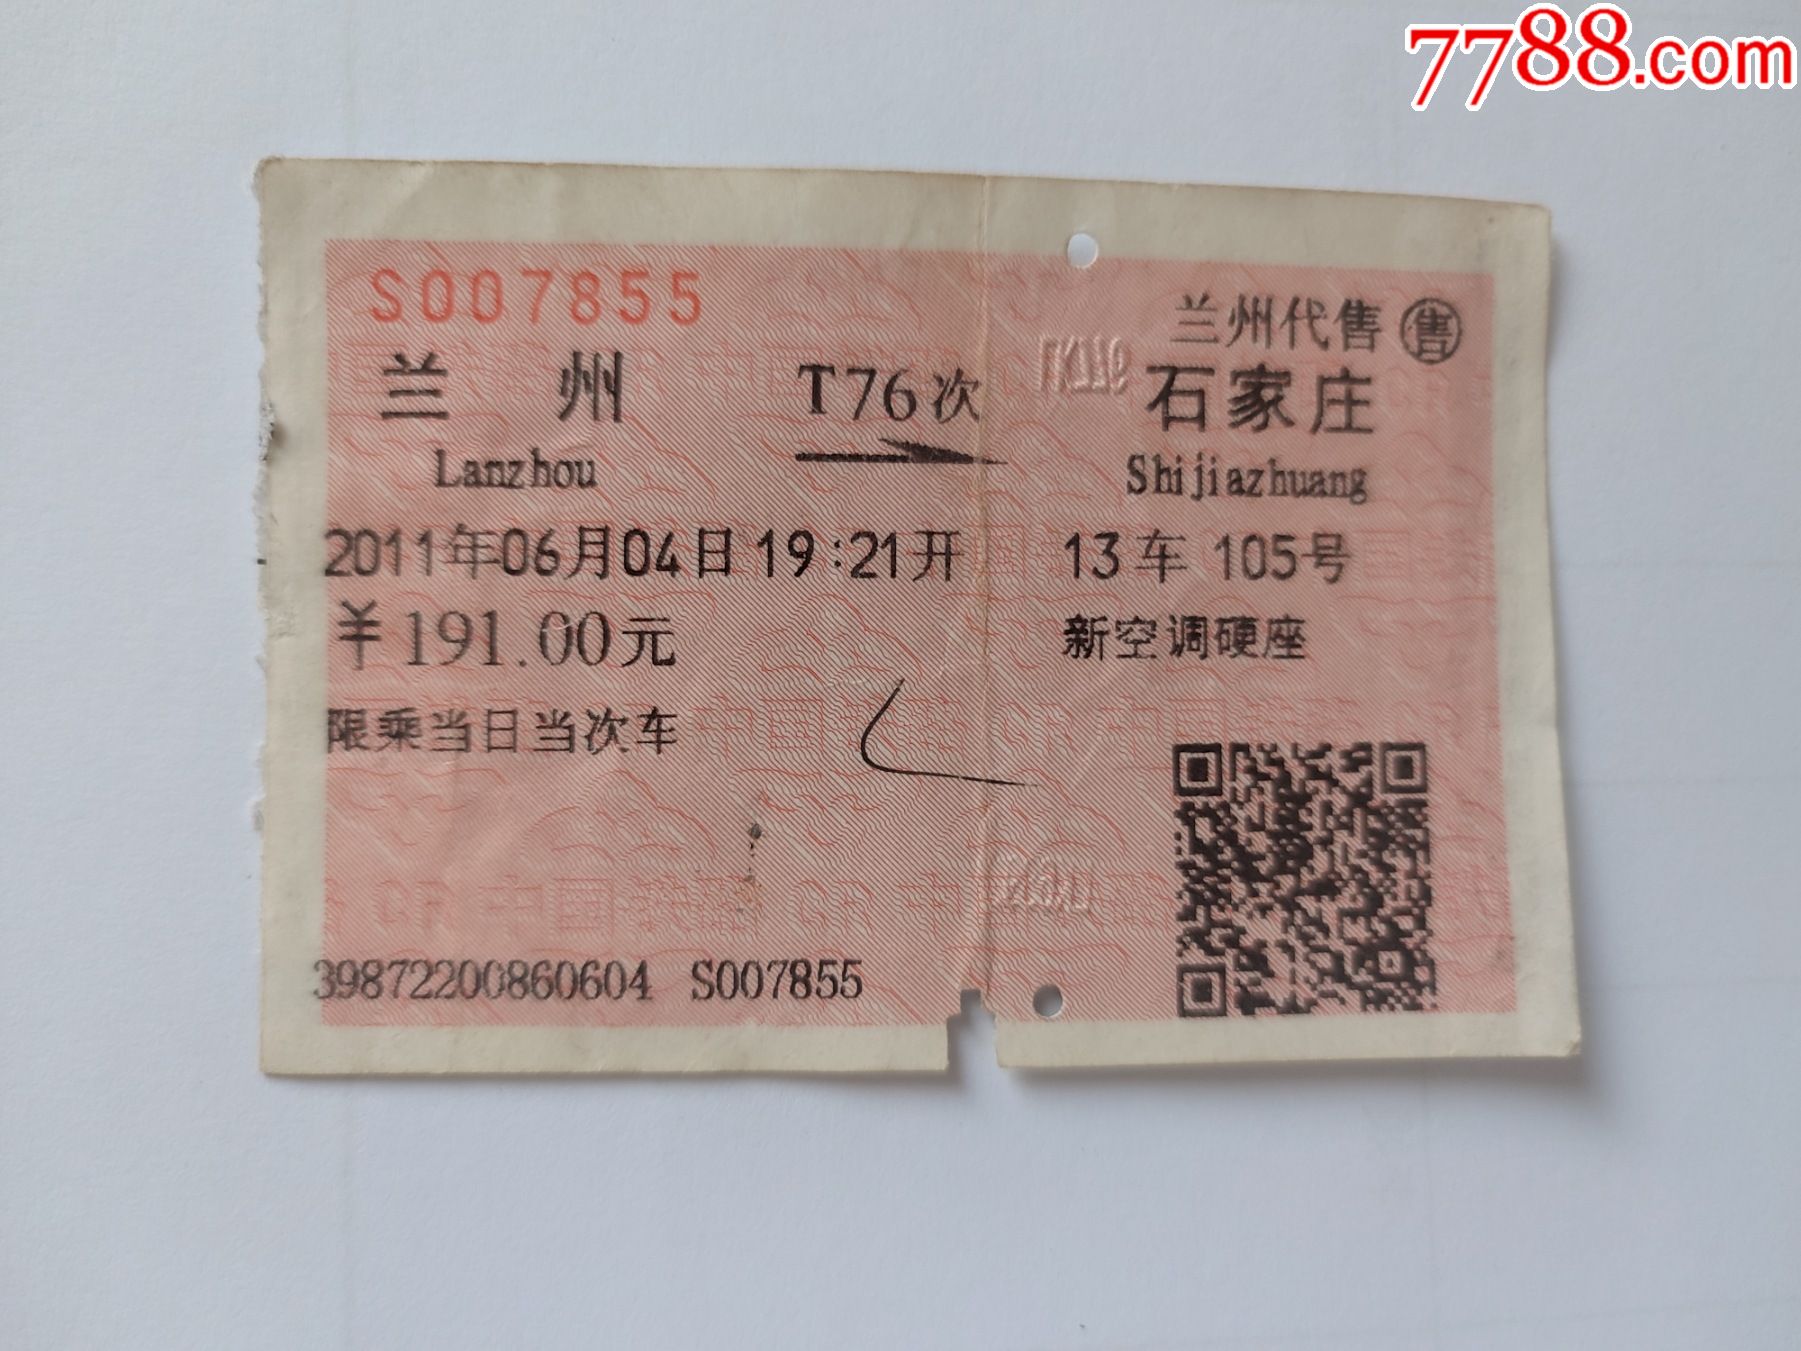 7788.com
S007855
兰州代售 售
兰州 T76次 石家庄
Lanzhou Shijiazhuang
2011年06月04日19:21开 13车 105号
¥191.00元 新空调硬座
限乘当日当次车
39872200860604 S007855